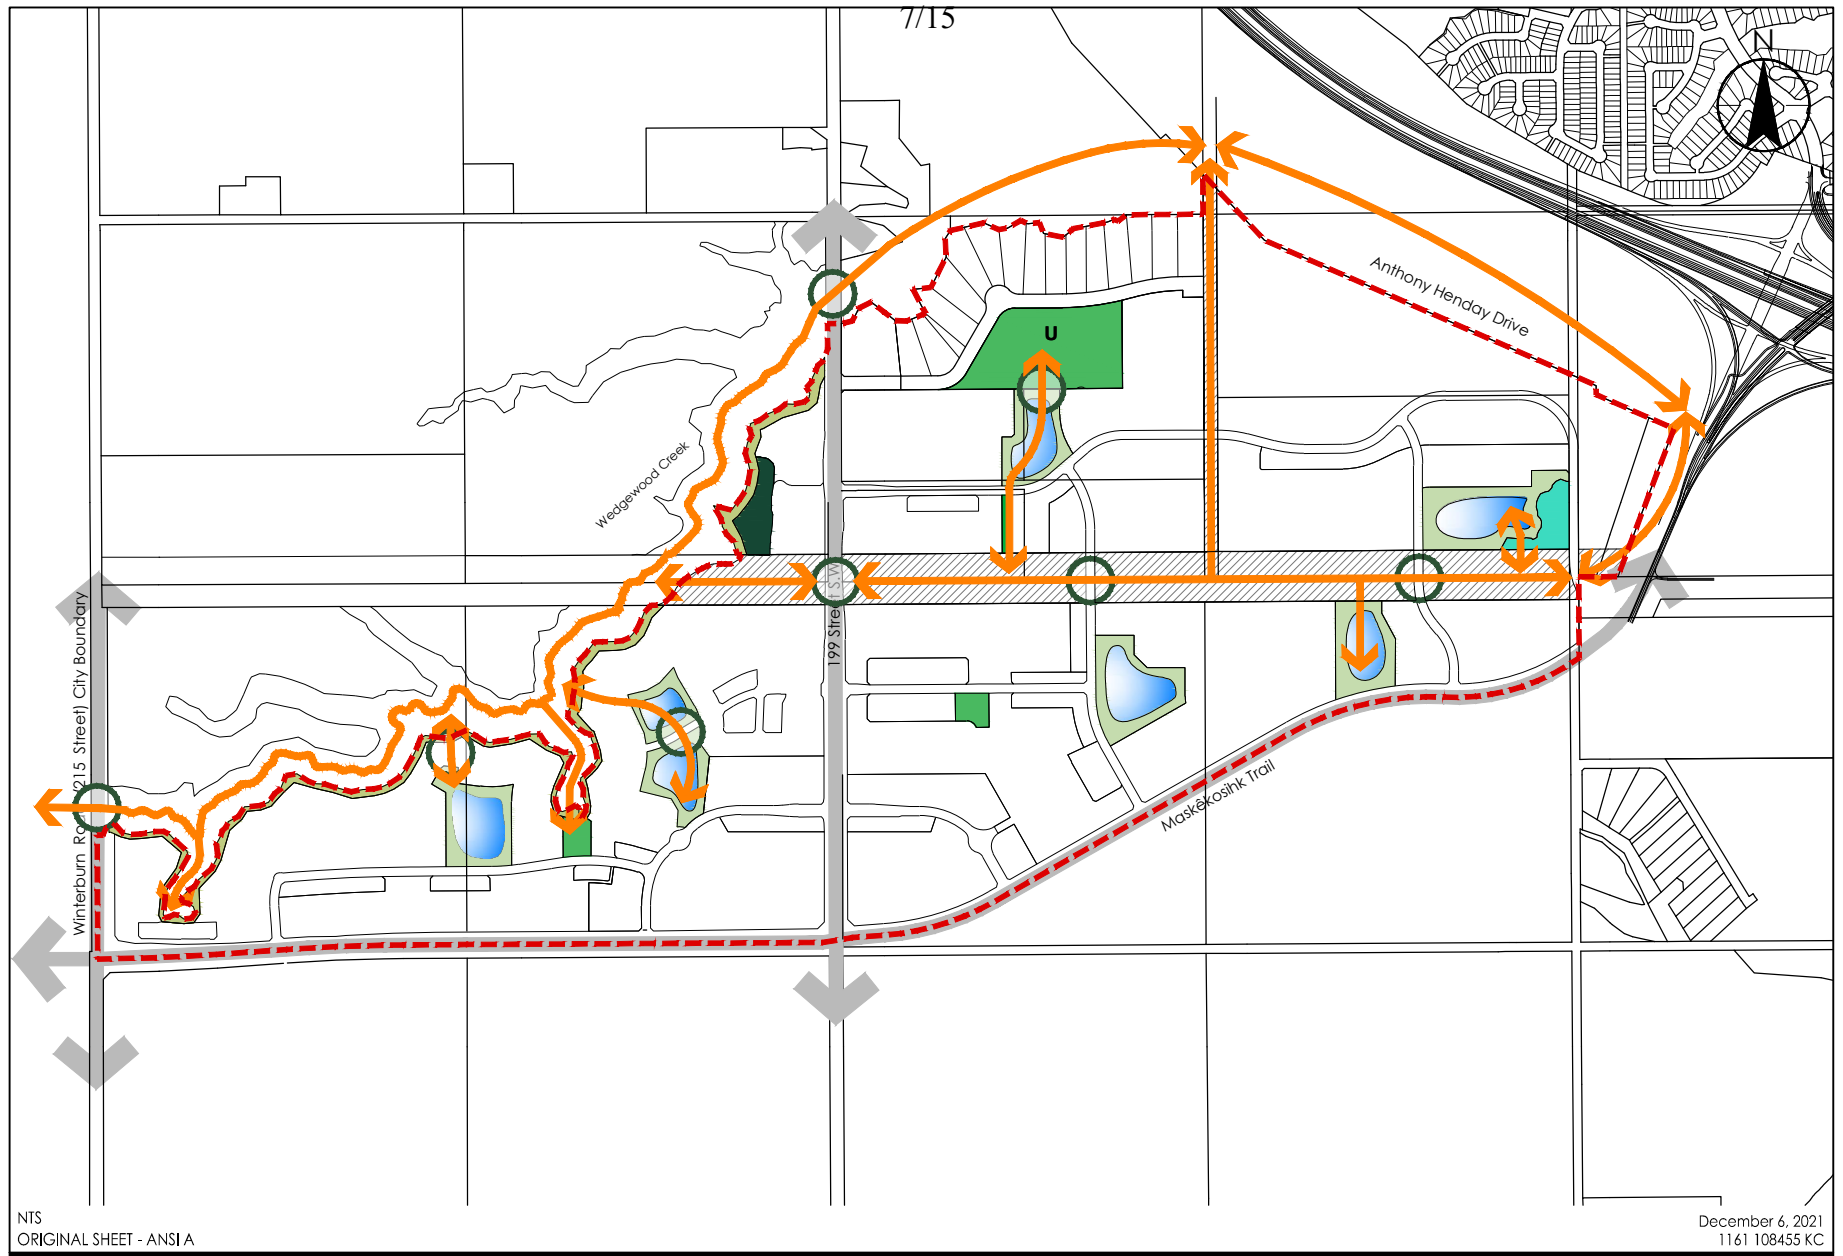 7/15
N
Anthony Henday Drive
U
Wedgewood Creek
199 Street S.W
Winterburn Road (215 Street) City Boundary
Maskêkosihk Trail
NTS
ORIGINAL SHEET - ANSI A
December 6, 2021
1161 108455 KC